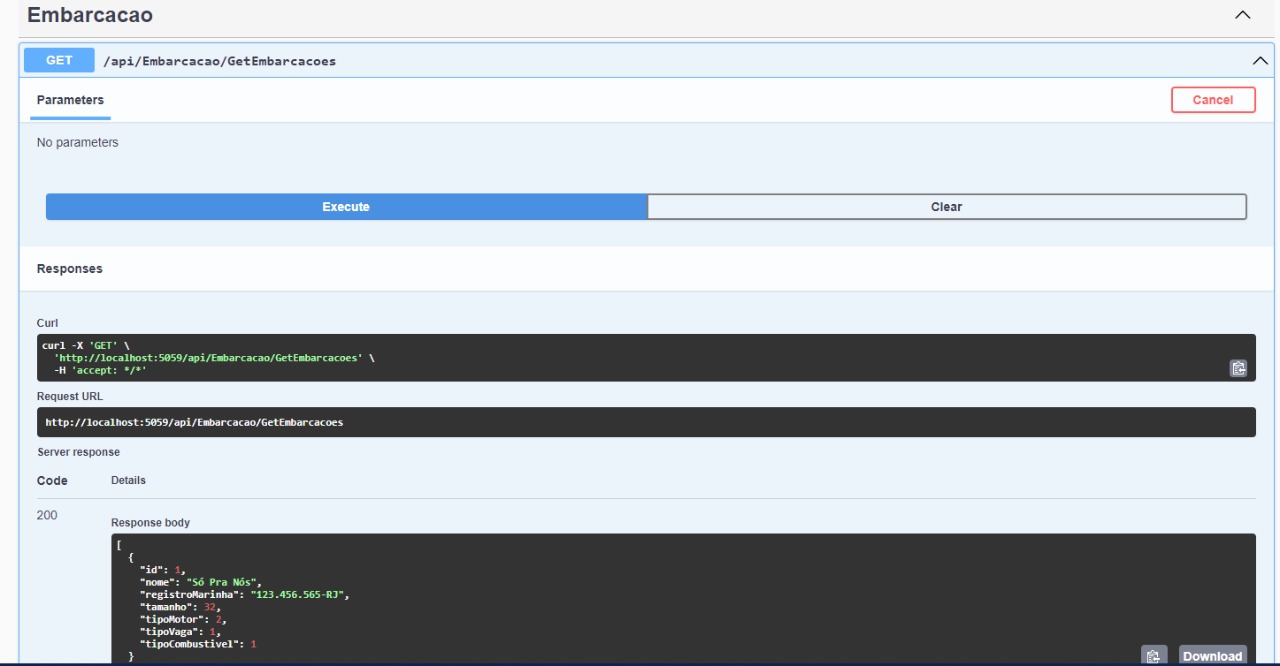 Embarcacao
GET /api/Embarcacao/GetEmbarcacoes
Parameters
Cancel
No parameters
Execute
Clear
Responses
Curl
curl -X 'GET' \
'http://localhost:5059/api/Embarcacao/GetEmbarcacoes' \
-H 'accept: */*'
Request URL
http://localhost:5059/api/Embarcacao/GetEmbarcacoes
Server response
Code Details
200
Response body
[
{
"id": 1,
"nome": "Só Pra Nós",
"registroMarinha": "123.456.565-RJ",
"tamanho": 32,
"tipoMotor": 2,
"tipoVaga": 1,
"tipoCombustivel": 1
}
Download